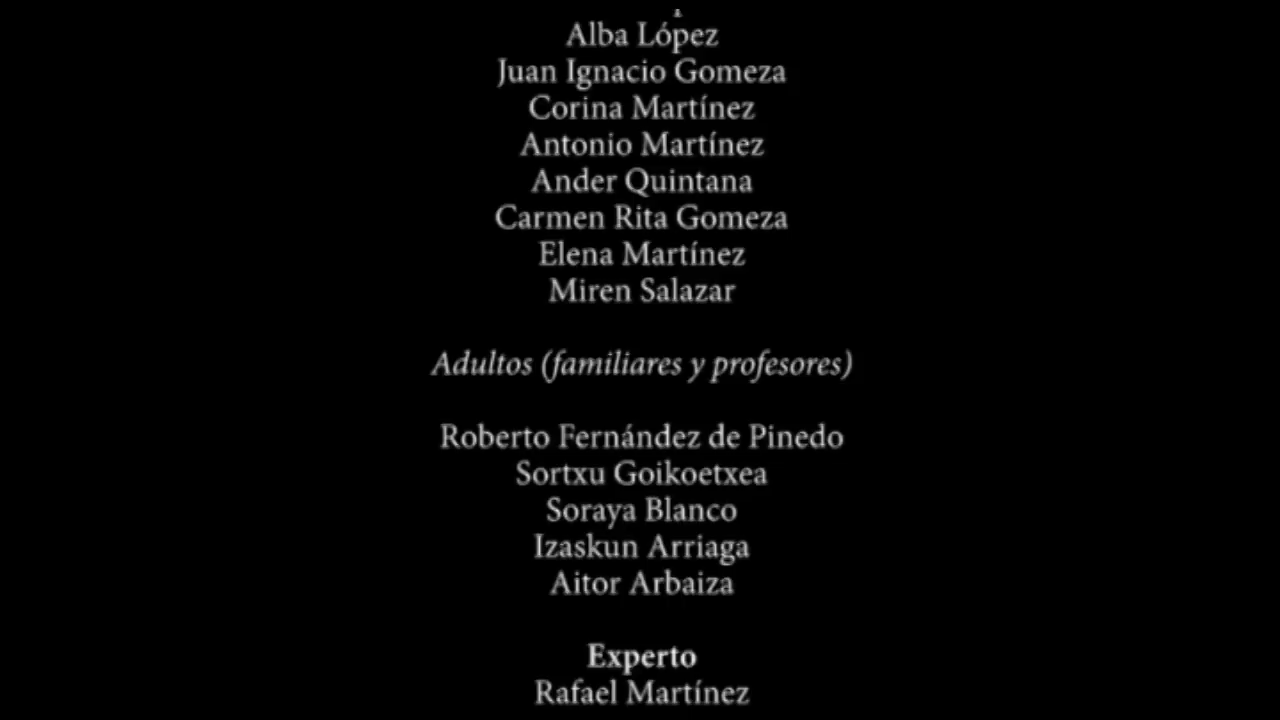 Alba López
Juan Ignacio Gomeza
Corina Martínez
Antonio Martínez
Ander Quintana
Carmen Rita Gomeza
Elena Martínez
Miren Salazar
Adultos (familiares y profesores)
Roberto Fernández de Pinedo
Sortxu Goikoetxea
Soraya Blanco
Izaskun Arriaga
Aitor Arbaiza
Experto
Rafael Martínez